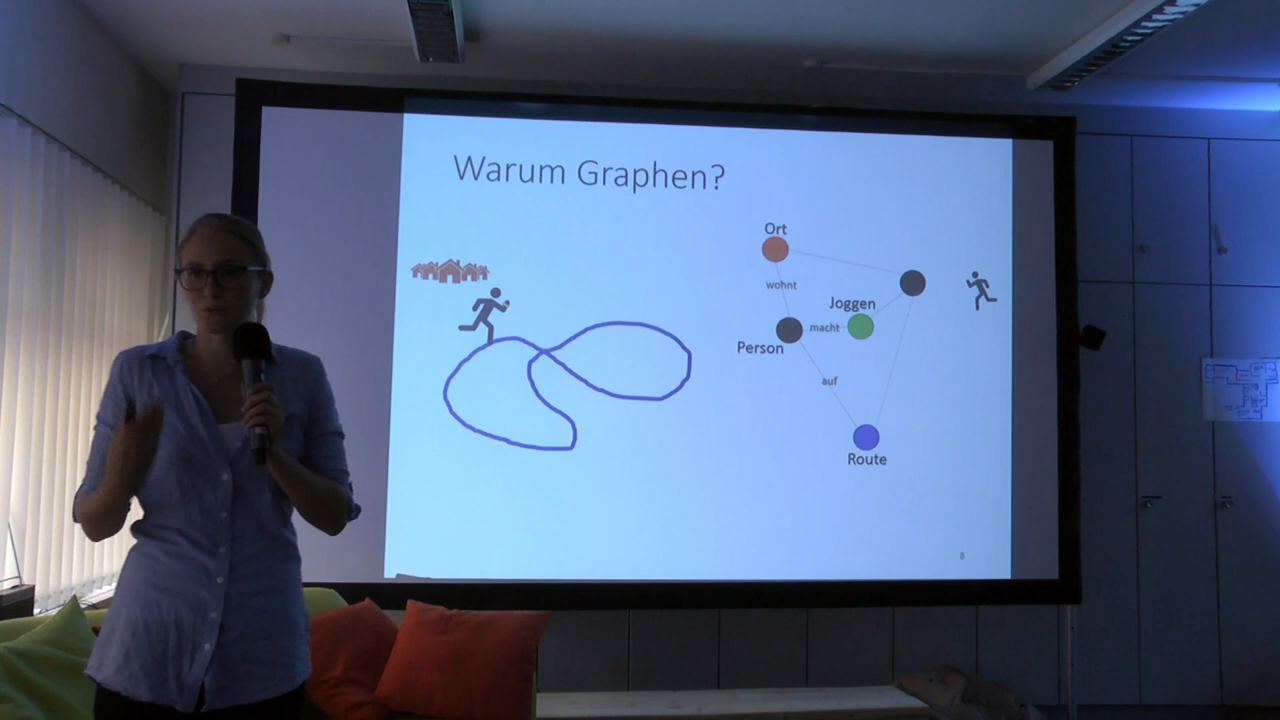 Warum Graphen?
Ort
wohnt
Joggen
macht
Person
auf
Route
8